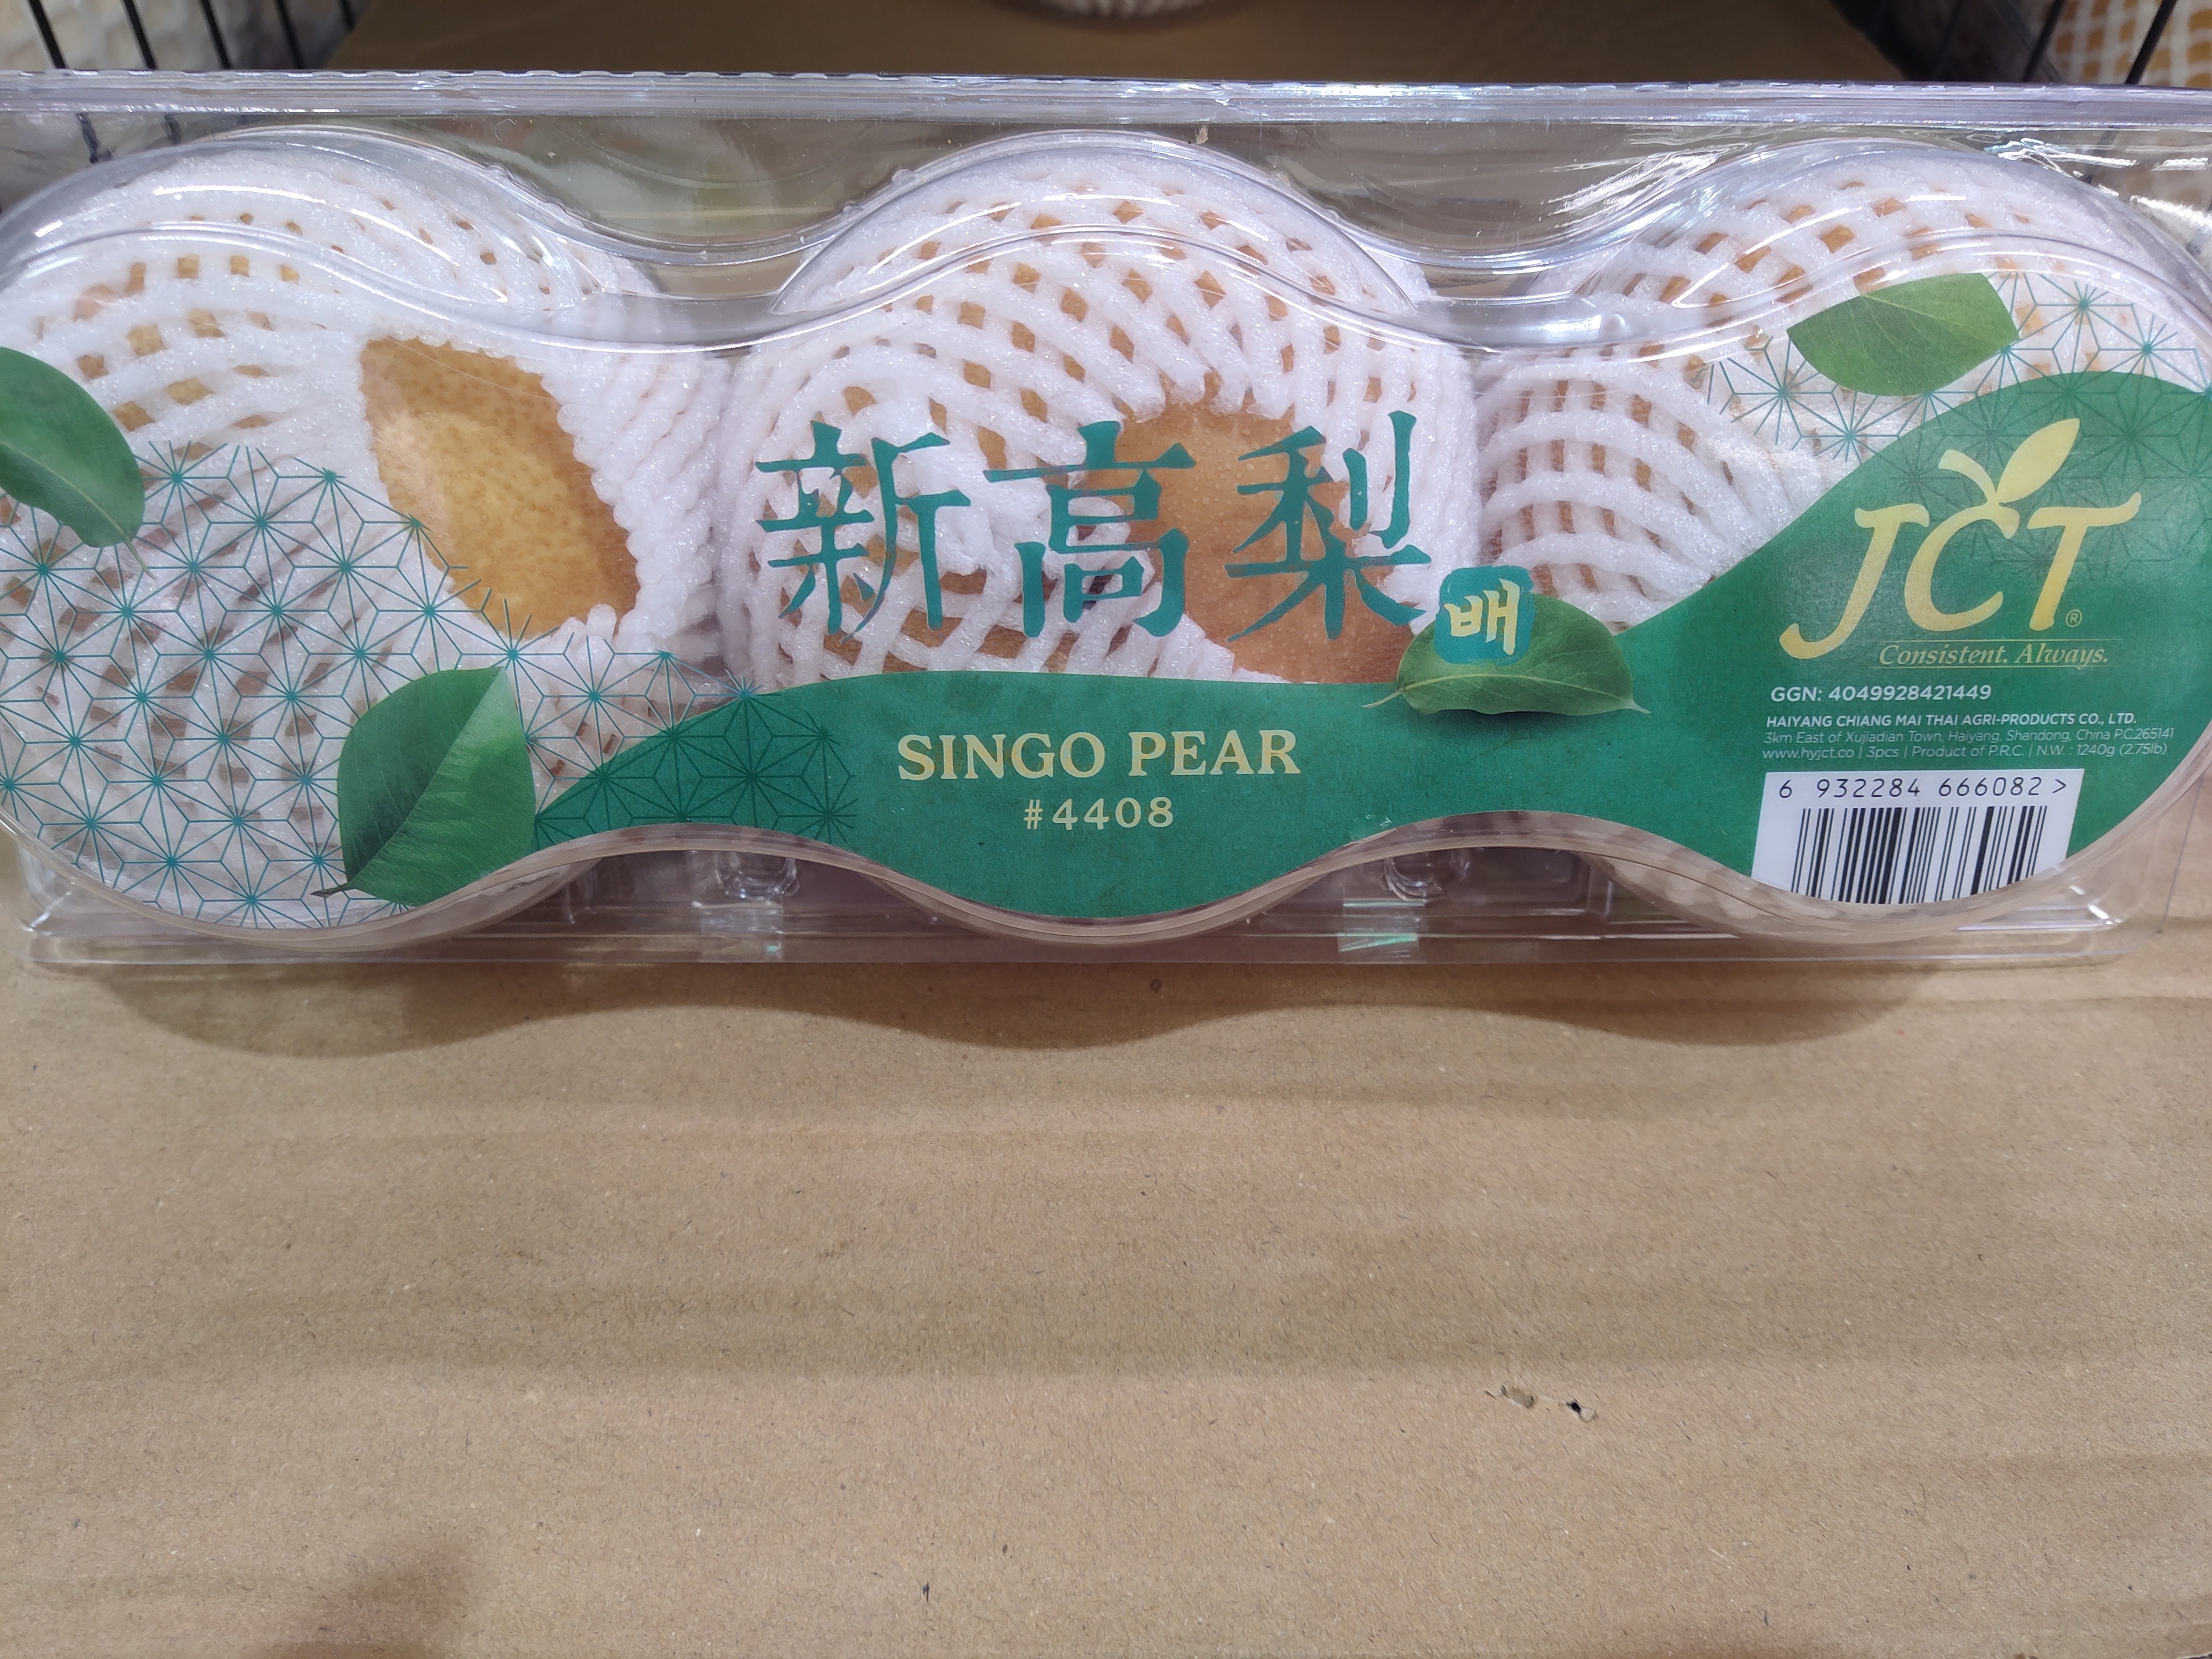 新高梨
배
SINGO PEAR
#4408
JCT®
Consistent. Always.
GGN: 4049928421449
HAIYANG CHIANG MAI THAI AGRI-PRODUCTS CO., LTD.
3km East of Xujiadian Town, Haiyang, Shandong, China P.C.265141
www.hyjct.co | 3pcs | Product of P.R.C. | N.W. : 1240g (2.75lb)
6 932284 666082 >